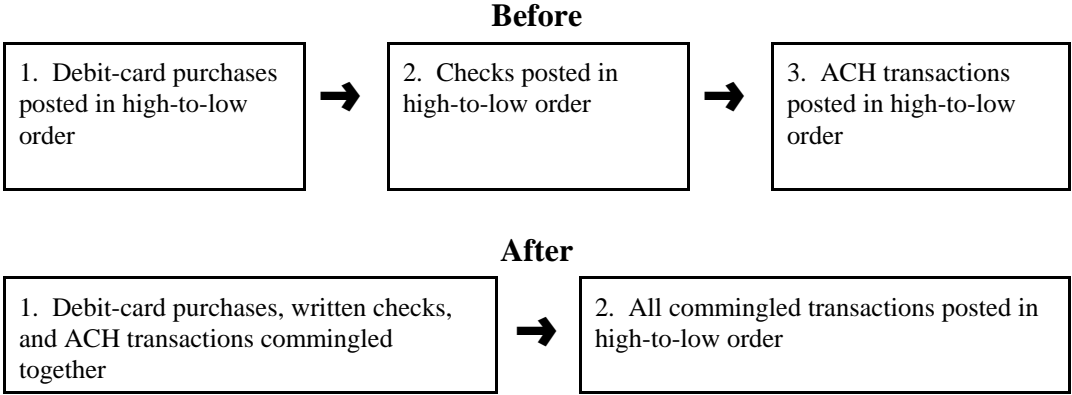 Before
1. Debit-card purchases
posted in high-to-low
order
2. Checks posted in
high-to-low order
3. ACH transactions
posted in high-to-low
order
After
1. Debit-card purchases, written checks,
and ACH transactions commingled
together
2. All commingled transactions posted in
high-to-low order